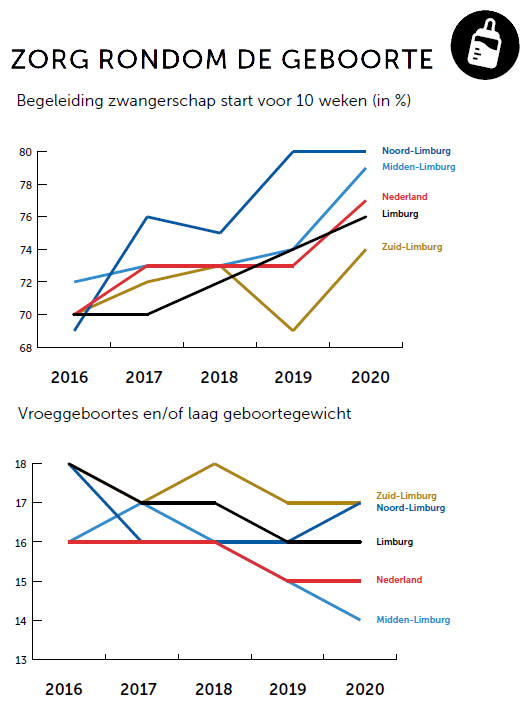 ZORG RONDOM DE GEBOORTE
Begeleiding zwangerschap start voor 10 weken (in %)
80
78
76
74
72
70
68
Noord-Limburg
Midden-Limburg
Nederland
Limburg
Zuid-Limburg
2016 2017 2018 2019 2020
Vroeggeboortes en/of laag geboortegewicht
18
17
16
15
14
13
Zuid-Limburg
Noord-Limburg
Limburg
Nederland
Midden-Limburg
2016 2017 2018 2019 2020